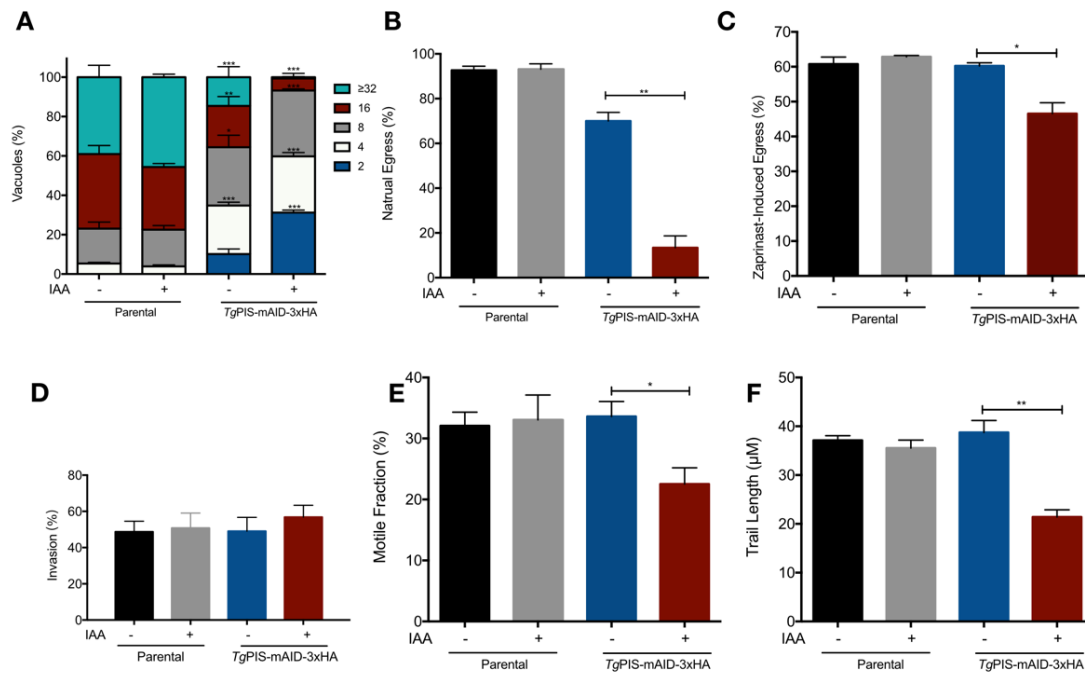 A
Vacuoles (%)
100
80
60
40
20
0
***
**
*
***
***
***
***
***
≥32
16
8
4
2
IAA - + - +
Parental TgPIS-mAID-3xHA
B
Natrual Egress (%)
100
80
60
40
20
0
**
IAA - + - +
Parental TgPIS-mAID-3xHA
C
Zaprinast-Induced Egress (%)
70
60
50
40
30
20
10
0
*
IAA - + - +
Parental TgPIS-mAID-3xHA
D
Invasion (%)
80
60
40
20
0
IAA - + - +
Parental TgPIS-mAID-3xHA
E
Motile Fraction (%)
40
30
20
10
0
*
IAA - + - +
Parental TgPIS-mAID-3xHA
F
Trail Length (µM)
50
40
30
20
10
0
**
IAA - + - +
Parental TgPIS-mAID-3xHA